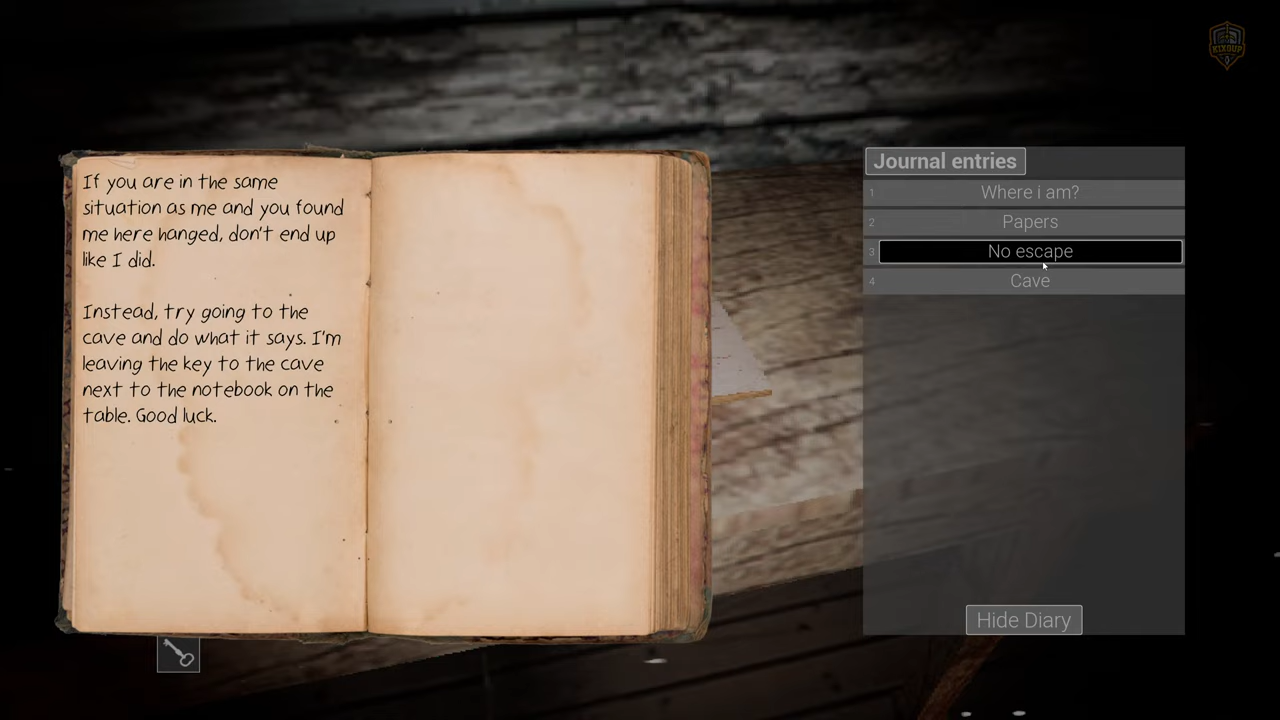 If you are in the same
situation as me and you found
me here hanged, don't end up
like I did.
Instead, try going to the
cave and do what it says. I'm
leaving the key to the cave
next to the notebook on the
table. Good luck.
Journal entries
1 Where i am?
2 Papers
3 No escape
4 Cave
Hide Diary
KIXOUP